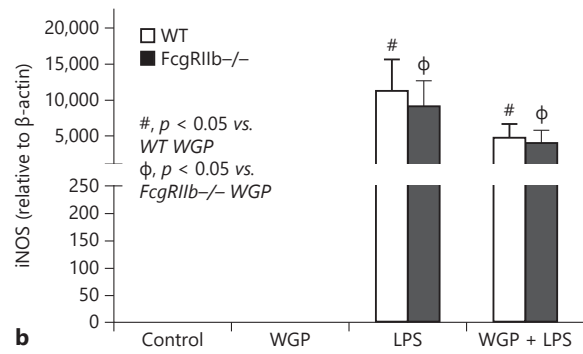 20,000
15,000
10,000
5,000
250
200
150
100
50
0
iNOS (relative to β-actin)
WT
FcgRIIb–/–
#, p < 0.05 vs.
WT WGP
ϕ, p < 0.05 vs.
FcgRIIb–/– WGP
#
ϕ
#
ϕ
b
Control
WGP
LPS
WGP + LPS